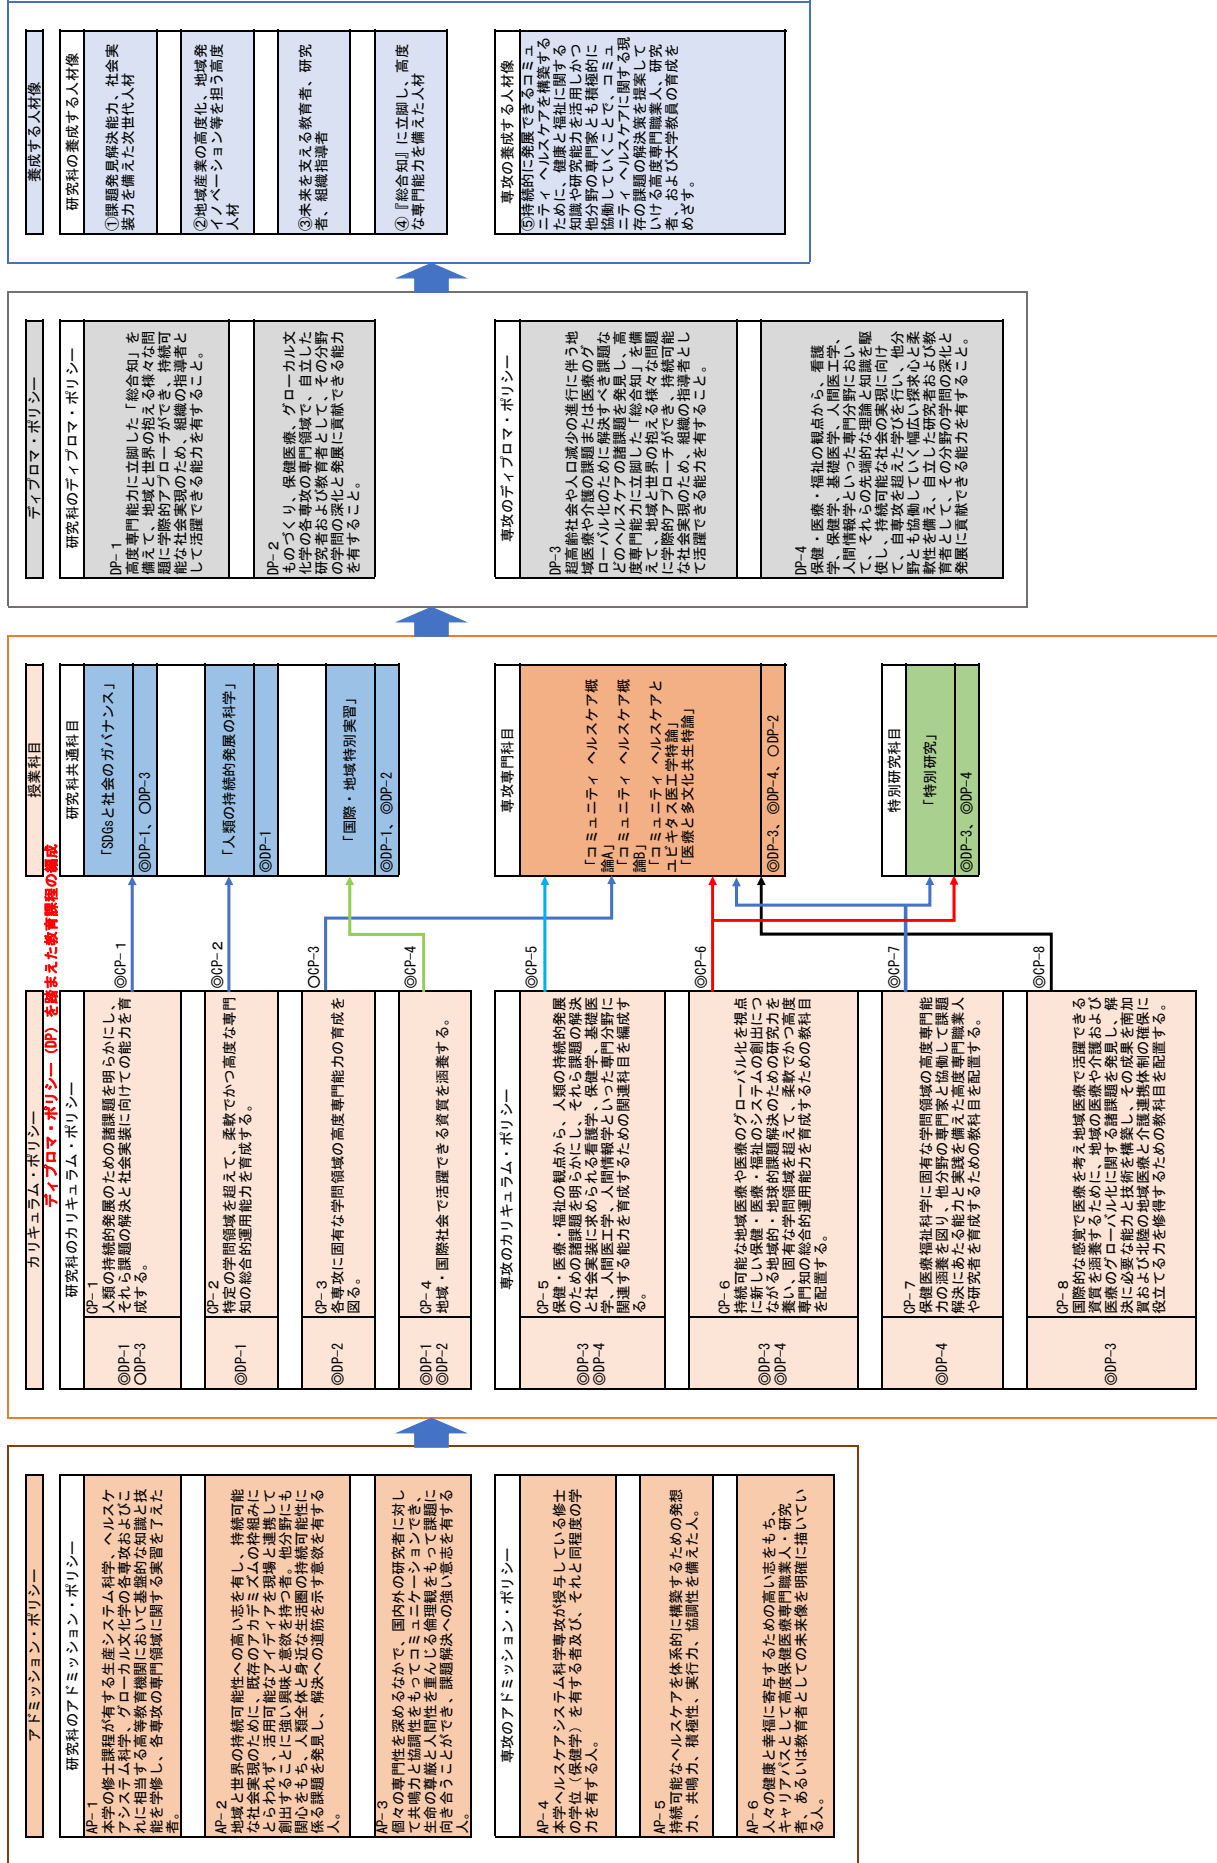 ディプロマ・ポリシー（DP）を踏まえた教育課程の編成
アドミッション・ポリシー
研究科のアドミッション・ポリシー
AP-１
本学の修士課程が有する生産システム科学、ヘルスケ
アシステム科学、グローカル文化学の各専攻およびこ
れに相当する高等教育機関において基盤的な知識と技
能を学修し、各専攻の専門領域に関する実習を了えた
者。
AP-２
地域と世界の持続可能性への高い志を有し、持続可能
な社会実現のために、既存のアカデミズムの枠組みに
とらわれず、活用可能なアイディアを現場と連携して
創出することに強い興味と意欲を持つ者。他分野にも
関心をもち、人類全体と身近な生活圏の持続可能性に
係る課題を発見し、解決への道筋を示す意欲を有する
人。
AP-３
個々の専門性を深めるなかで、国内外の研究者に対し
て共鳴力と協調性をもってコミュニケーションでき、
生命の尊厳と人間性を重んじる倫理観をもって課題に
向き合うことができ、課題解決への強い意志を有する
人。
専攻のアドミッション・ポリシー
AP-４
本学ヘルスケアシステム科学専攻が授与している修士
の学位（保健学）を有する者及び、それと同程度の学
力を有する人。
AP-５
持続可能なヘルスケアを体系的に構築するための発想
力、共鳴力、積極性、実行力、協調性を備えた人。
AP-６
人々の健康と幸福に寄与するための高い志をもち、
キャリアパスとして高度保健医療専門職業人・研究
者、あるいは教育者としての未来像を明確に描いてい
る人。
カリキュラム・ポリシー
研究科のカリキュラム・ポリシー
◎DP-1
〇DP-3
CP-１
人類の持続的発展のための諸課題を明らかにし、
それら課題の解決と社会実装に向けての能力を育
成する。
◎CP-１
◎DP-1
CP-２
特定の学問領域を超えて、柔軟でかつ高度な専門
知の総合的運用能力を育成する。
◎CP-２
◎DP-2
CP-３
各専攻に固有な学問領域の高度専門能力の育成を
図る。
〇CP-3
◎DP-1
◎DP-2
CP-４
地域・国際社会で活躍できる資質を涵養する。
◎CP-4
専攻のカリキュラム・ポリシー
◎DP-3
◎DP-4
CP-５
保健・医療・福祉の観点から、人類の持続的発展
のための諸課題を明らかにし、それら課題の解決
と社会実装に求められる看護学、保健学、基礎医
学、人間医工学、人間情報学といった専門分野に
関連する能力を育成するための関連科目を編成す
る。
◎CP-5
◎DP-3
◎DP-4
CP-６
持続可能な地域医療や医療のグローバル化を視点
に新しい保健・医療・福祉のシステムの創出につ
ながる地域的・地球的課題解決のための研究力を
養い、固有な学問領域を超えて、柔軟でかつ高度
専門知の総合的運用能力を育成するための教科目
を配置する。
◎CP-6
◎DP-4
CP-７
保健医療福祉科学に固有な学問領域の高度専門能
力の涵養を図り、他分野の専門家と協働して課題
解決にあたる能力と実践を備えた高度専門職業人
や研究者を育成するための教科目を配置する。
◎CP-7
◎DP-3
CP-８
国際的な感覚で医療を考え地域医療で活躍できる
資質を涵養するために、地域の医療や介護および
医療のグローバル化に関する諸課題を発見し、解
決に必要な能力と技術を構築し、その成果を南加
賀および北陸の地域医療と介護連携体制の確保に
役立てる力を修得するための教科目を配置する。
◎CP-8
授業科目
研究科共通科目
「SDGsと社会のガバナンス」
◎DP-1、〇DP-3
「人類の持続的発展の科学」
◎DP-1
「国際・地域特別実習」
◎DP-1、◎DP-2
専攻専門科目
「コミュニティ ヘルスケア概
論A」
「コミュニティ ヘルスケア概
論B」
「コミュニティ ヘルスケアと
ユビキタス医工学特論」
「医療と多文化共生特論」
◎DP-3、◎DP-4、〇DP-2
特別研究科目
「特別研究」
◎DP-3、◎DP-4
ディプロマ・ポリシー
研究科のディプロマ・ポリシー
DP-１
高度専門能力に立脚した「総合知」を
備えて、地域と世界の抱える様々な問
題に学際的アプローチができ、持続可
能な社会実現のため、組織の指導者と
して活躍できる能力を有すること。
DP-２
ものづくり、保健医療、グローカル文
化学の各専攻の専門領域で、自立した
研究者および教育者として、その分野
の学問の深化と発展に貢献できる能力
を有すること。
専攻のディプロマ・ポリシー
DP-3
超高齢社会や人口減少の進行に伴う地
域医療や介護の課題または医療のグ
ローバル化のために解決すべき課題な
どのヘルスケアの諸課題を発見し、高
度専門能力に立脚した「総合知」を備
えて、地域と世界の抱える様々な問題
に学際的アプローチができ、持続可能
な社会実現のため、組織の指導者とし
て活躍できる能力を有すること。
DP-4
保健・医療・福祉の観点から、看護
学、保健学、基礎医学、人間医工学、
人間情報学といった専門分野におい
て、それらの先端的な理論と知識を駆
使し、持続可能な社会の実現に向け
て、自専攻を超えた学びを行い、他分
野とも協働していく幅広い探求心と柔
軟性を備え、自立した研究者および教
育者として、その分野の学問の深化と
発展に貢献できる能力を有すること。
養成する人材像
研究科の養成する人材像
①課題発見解決能力、社会実
装力を備えた次世代人材
②地域産業の高度化、地域発
イノベーション等を担う高度
人材
③未来を支える教育者、研究
者、組織指導者
④『総合知』に立脚し、高度
な専門能力を備えた人材
専攻の養成する人材像
⑤持続的に発展できるコミュ
ニティ ヘルスケアを構築する
ために、健康と福祉に関する
知識や研究能力を活用しかつ
他分野の専門家とも積極的に
協働していくことで、コミュ
ニティ ヘルスケアに関する現
存の課題の解決策を提案して
いける高度専門職業人、研究
者、および大学教員の育成を
めざす。